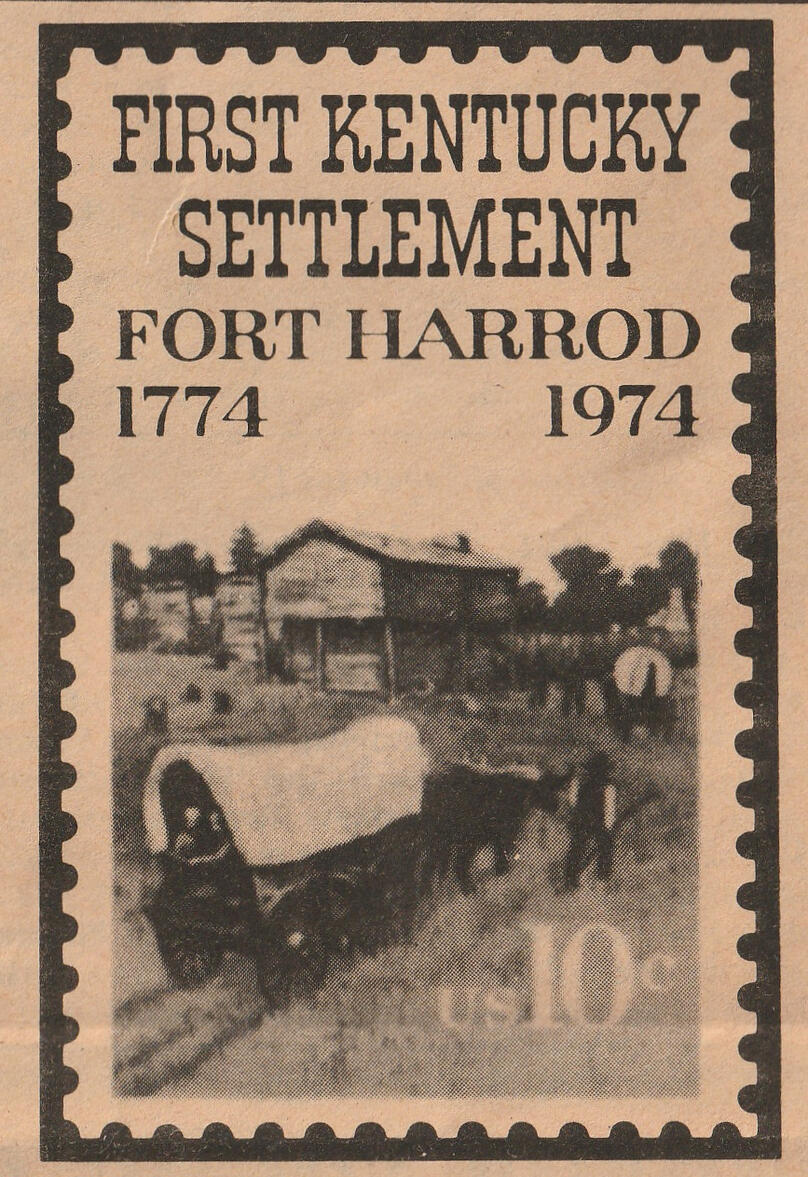 FIRST KENTUCKY
SETTLEMENT
FORT HARROD
1774 1974
US 10c